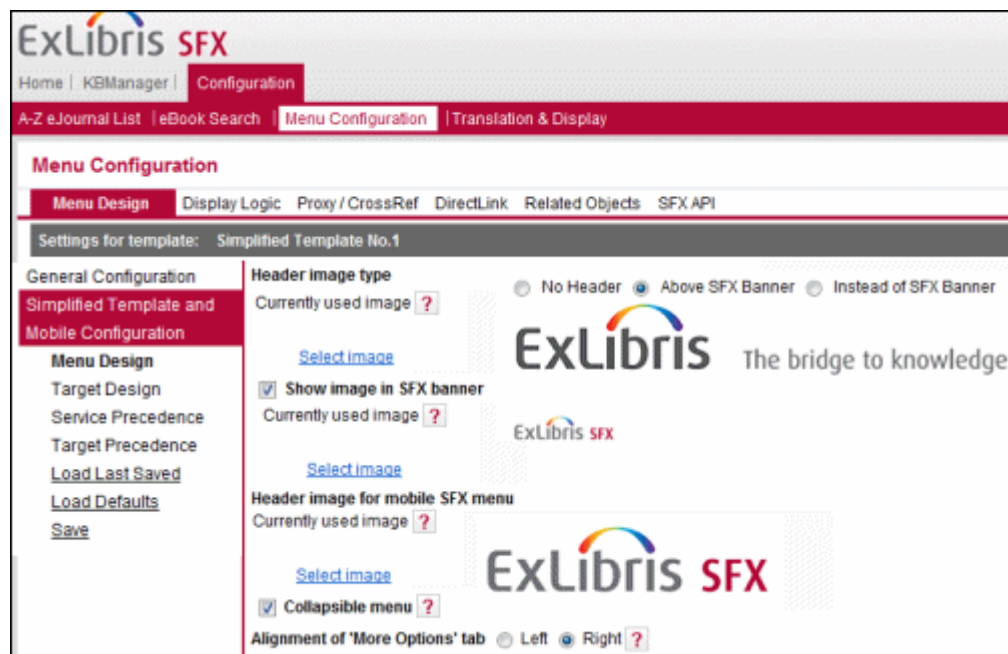 ExLibris SFX
Home | KBManager | Configuration
A-Z eJournal List | eBook Search | Menu Configuration | Translation & Display
Menu Configuration
Menu Design Display Logic Proxy / CrossRef DirectLink Related Objects SFX API
Settings for template: Simplified Template No.1
General Configuration
Simplified Template and
Mobile Configuration
Menu Design
Target Design
Service Precedence
Target Precedence
Load Last Saved
Load Defaults
Save
Header image type
No Header Above SFX Banner Instead of SFX Banner
Currently used image ?
ExLibris The bridge to knowledge
Select image
Show image in SFX banner
Currently used image ?
ExLibris SFX
Select image
Header image for mobile SFX menu
Currently used image ?
ExLibris SFX
Select image
Collapsible menu ?
Alignment of 'More Options' tab Left Right ?